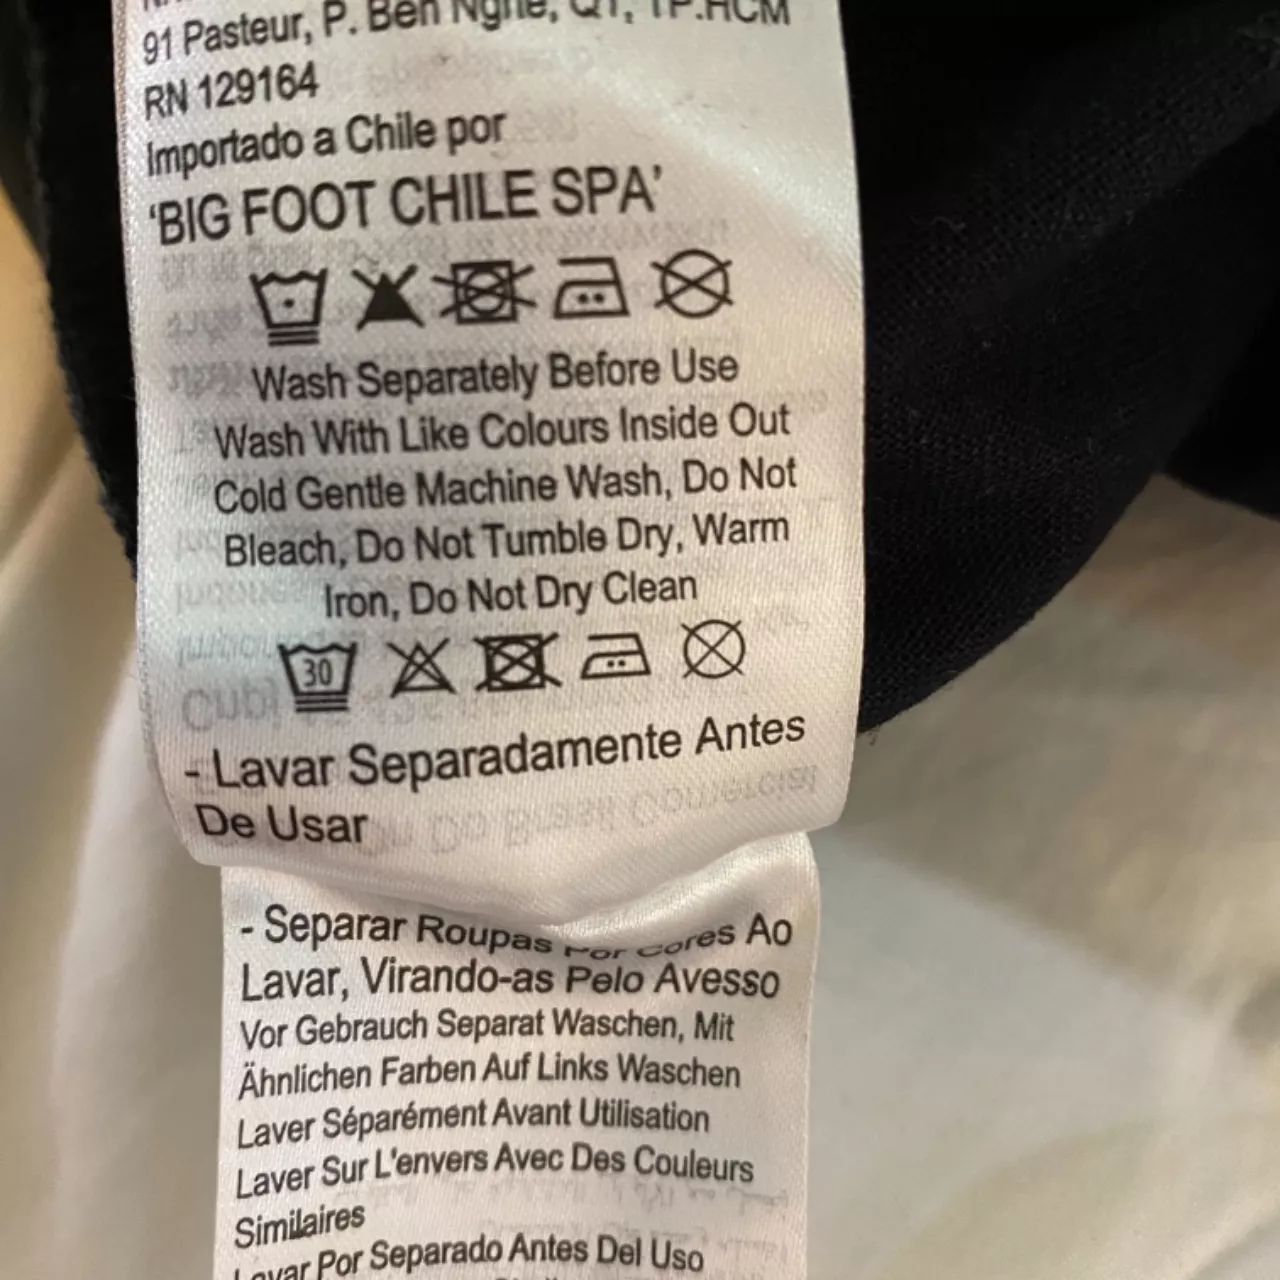 91 Pasteur, P. Ben Nghe, Q1, TP.HCM
RN 129164
Importado a Chile por
‘BIG FOOT CHILE SPA’
Wash Separately Before Use
Wash With Like Colours Inside Out
Cold Gentle Machine Wash, Do Not
Bleach, Do Not Tumble Dry, Warm
Iron, Do Not Dry Clean
30
- Lavar Separadamente Antes
De Usar
- Separar Roupas Por Cores Ao
Lavar, Virando-as Pelo Avesso
Vor Gebrauch Separat Waschen, Mit
Ähnlichen Farben Auf Links Waschen
Laver Séparément Avant Utilisation
Laver Sur L'envers Avec Des Couleurs
Similaires
Lavar Por Separado Antes Del Uso